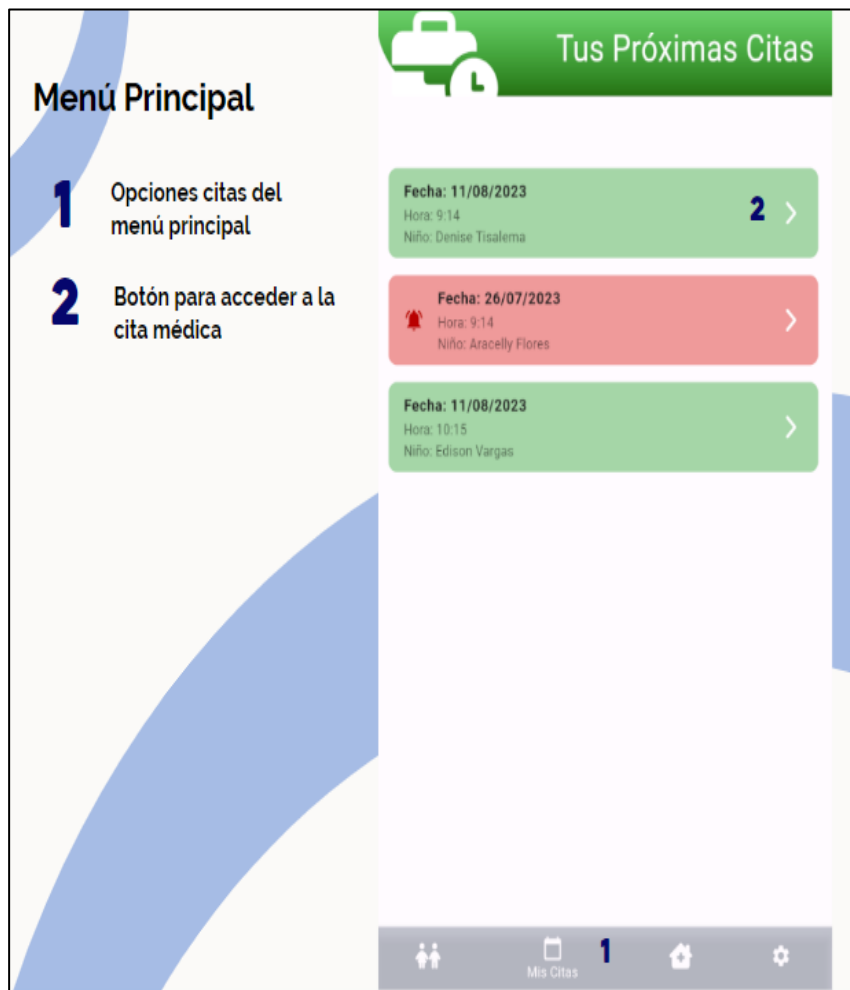 Menú Principal
1
Opciones citas del
menú principal
2
Botón para acceder a la
cita médica
Tus Próximas Citas
Fecha: 11/08/2023
Hora: 9:14
Niño: Denise Tisalema
2
Fecha: 26/07/2023
Hora: 9:14
Niño: Aracelly Flores
Fecha: 11/08/2023
Hora: 10:15
Niño: Edison Vargas
Mis Citas
1